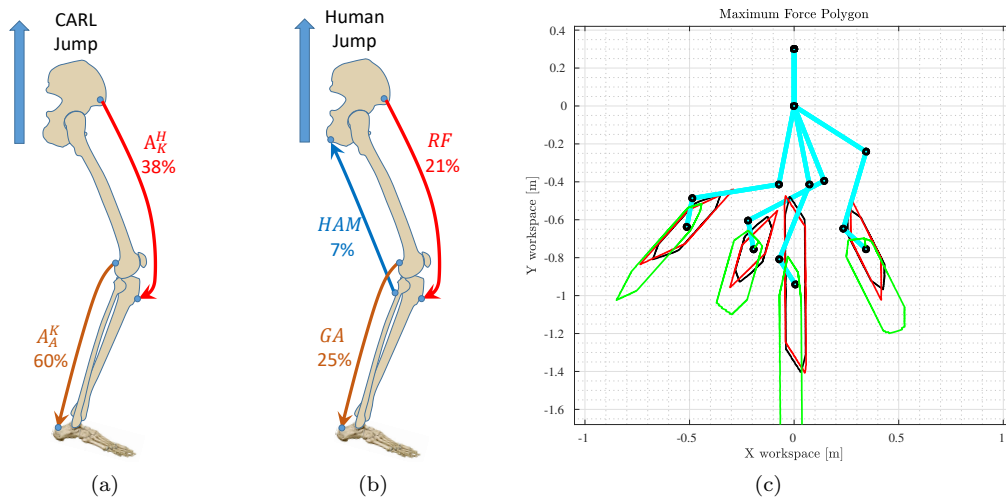 CARL
Jump
A_K^H
38%
A_A^K
60%
(a)
Human
Jump
RF
21%
HAM
7%
GA
25%
(b)
Maximum Force Polygon
Y workspace [m]
0.4
0.2
0
-0.2
-0.4
-0.6
-0.8
-1
-1.2
-1.4
-1.6
-1 -0.5 0 0.5 1
X workspace [m]
(c)